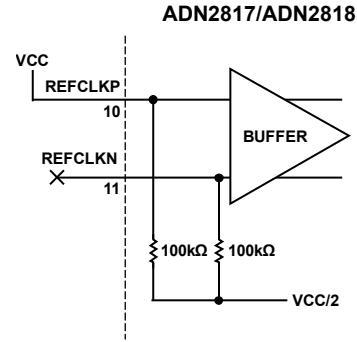 ADN2817/ADN2818
VCC
REFCLKP
10
BUFFER
REFCLKN
11
100kΩ 100kΩ
VCC/2